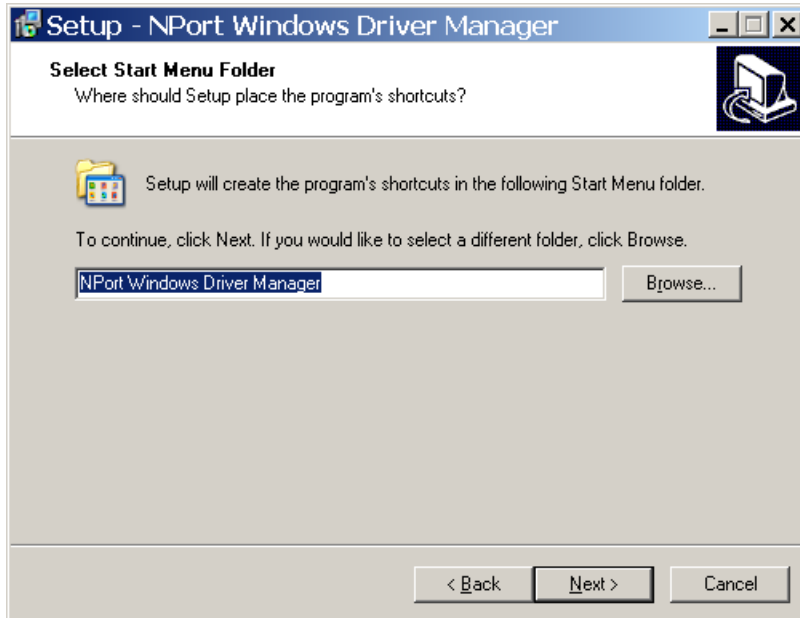 Setup - NPort Windows Driver Manager
Select Start Menu Folder
Where should Setup place the program's shortcuts?
Setup will create the program's shortcuts in the following Start Menu folder.
To continue, click Next. If you would like to select a different folder, click Browse.
NPort Windows Driver Manager
Browse...
< Back
Next >
Cancel